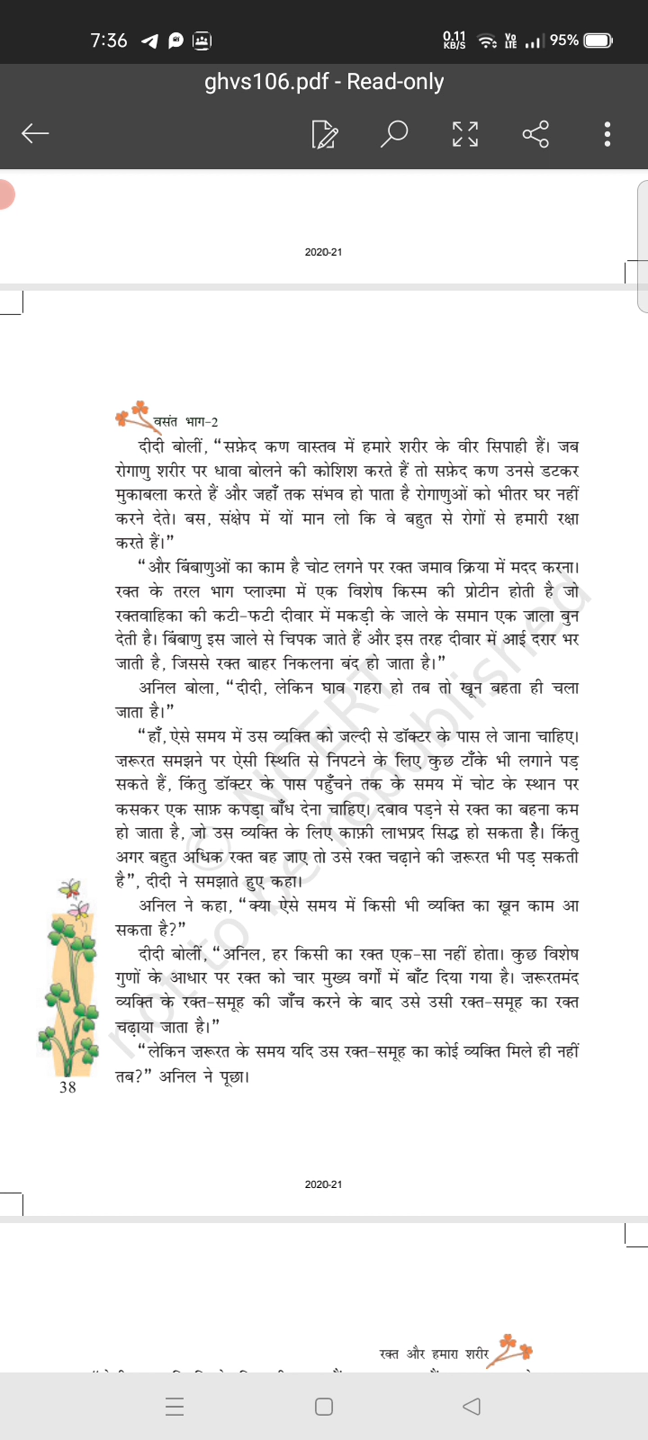 7:36
0.11 KB/S
Vo LTE
95%
ghvs106.pdf - Read-only
2020-21
वसंत भाग-2
दीदी बोलीं, “सफ़ेद कण वास्तव में हमारे शरीर के वीर सिपाही हैं। जब
रोगाणु शरीर पर धावा बोलने की कोशिश करते हैं तो सफ़ेद कण उनसे डटकर
मुकाबला करते हैं और जहाँ तक संभव हो पाता है रोगाणुओं को भीतर घर नहीं
करने देते। बस, संक्षेप में यों मान लो कि वे बहुत से रोगों से हमारी रक्षा
करते हैं।”
“और बिंबाणुओं का काम है चोट लगने पर रक्त जमाव क्रिया में मदद करना।
रक्त के तरल भाग प्लाज़्मा में एक विशेष किस्म की प्रोटीन होती है जो
रक्तवाहिका की कटी-फटी दीवार में मकड़ी के जाले के समान एक जाला बुन
देती है। बिंबाणु इस जाले से चिपक जाते हैं और इस तरह दीवार में आई दरार भर
जाती है, जिससे रक्त बाहर निकलना बंद हो जाता है।”
अनिल बोला, “दीदी, लेकिन घाव गहरा हो तब तो खून बहता ही चला
जाता है।”
“हाँ, ऐसे समय में उस व्यक्ति को जल्दी से डॉक्टर के पास ले जाना चाहिए।
ज़रूरत समझने पर ऐसी स्थिति से निपटने के लिए कुछ टाँके भी लगाने पड़
सकते हैं, किंतु डॉक्टर के पास पहुँचने तक के समय में चोट के स्थान पर
कसकर एक साफ़ कपड़ा बाँध देना चाहिए। दबाव पड़ने से रक्त का बहना कम
हो जाता है, जो उस व्यक्ति के लिए काफ़ी लाभप्रद सिद्ध हो सकता है। किंतु
अगर बहुत अधिक रक्त बह जाए तो उसे रक्त चढ़ाने की ज़रूरत भी पड़ सकती
है”, दीदी ने समझाते हुए कहा।
अनिल ने कहा, “क्या ऐसे समय में किसी भी व्यक्ति का खून काम आ
सकता है?”
दीदी बोलीं, “अनिल, हर किसी का रक्त एक-सा नहीं होता। कुछ विशेष
गुणों के आधार पर रक्त को चार मुख्य वर्गों में बाँट दिया गया है। ज़रूरतमंद
व्यक्ति के रक्त-समूह की जाँच करने के बाद उसे उसी रक्त-समूह का रक्त
चढ़ाया जाता है।”
“लेकिन ज़रूरत के समय यदि उस रक्त-समूह का कोई व्यक्ति मिले ही नहीं
तब?” अनिल ने पूछा।
© NCERT
not to be republished
38
2020-21
रक्त और हमारा शरीर